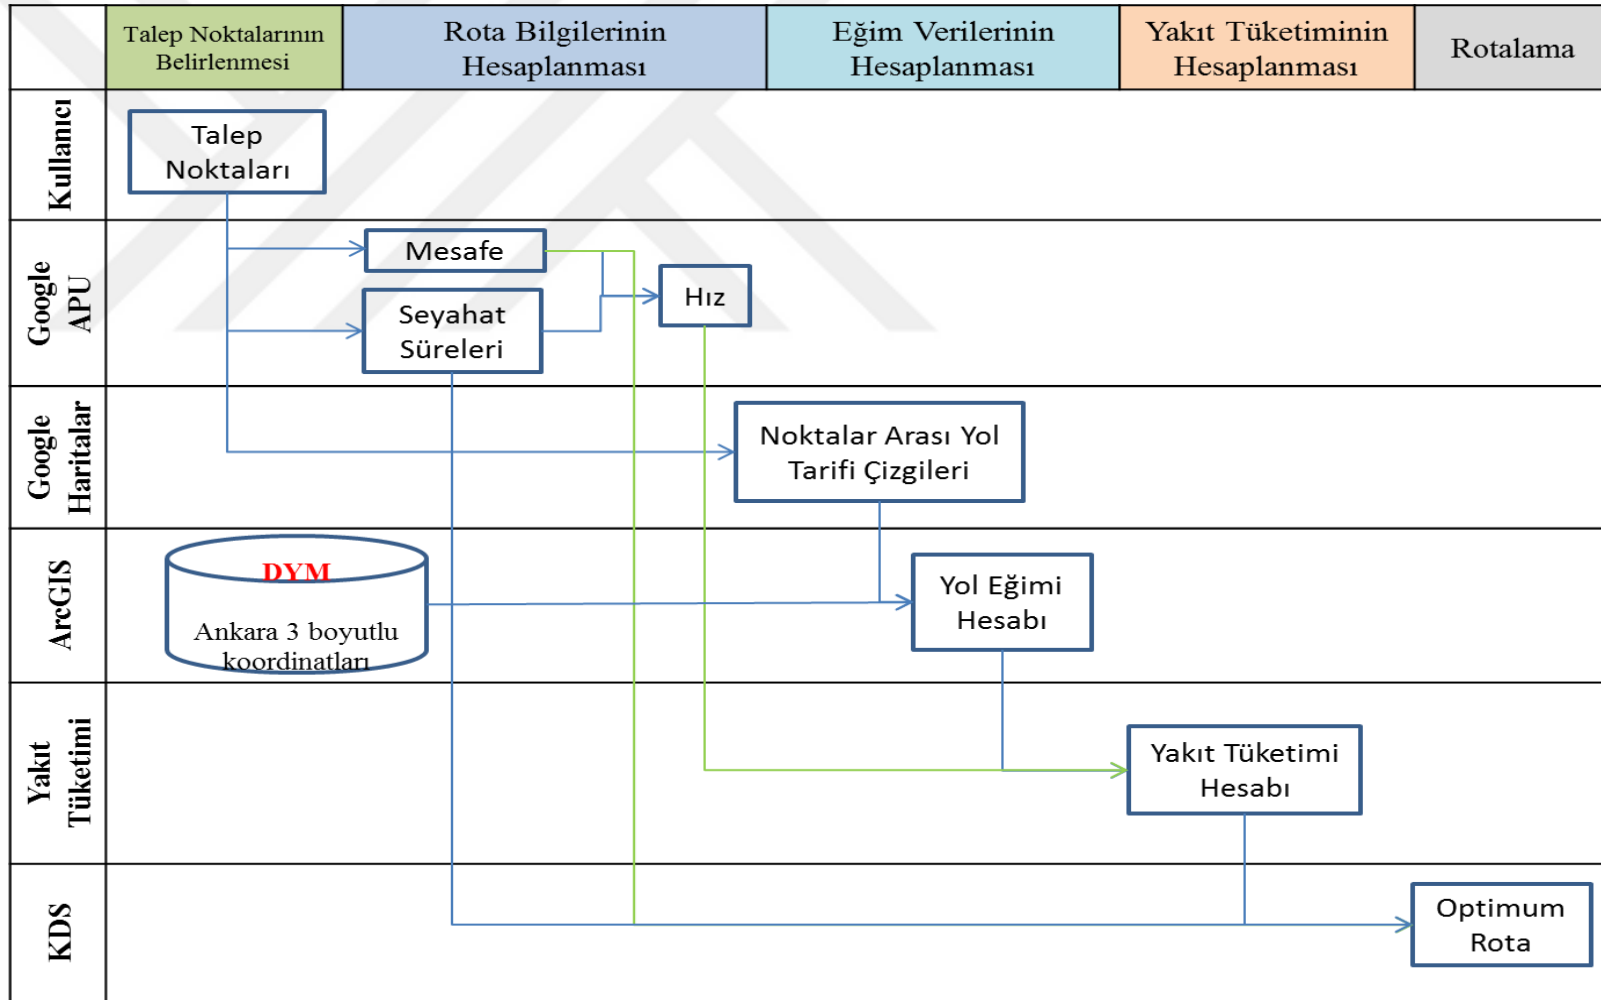 Talep Noktalarının
Belirlenmesi
Rota Bilgilerinin
Hesaplanması
Eğim Verilerinin
Hesaplanması
Yakıt Tüketiminin
Hesaplanması
Rotalama
Kullanıcı
Talep
Noktaları
Google
APU
Mesafe
Seyahat
Süreleri
Hız
Google
Haritalar
Noktalar Arası Yol
Tarifi Çizgileri
ArcGIS
DYM
Ankara 3 boyutlu
koordinatları
Yol Eğimi
Hesabı
Yakıt
Tüketimi
Yakıt Tüketimi
Hesabı
KDS
Optimum
Rota